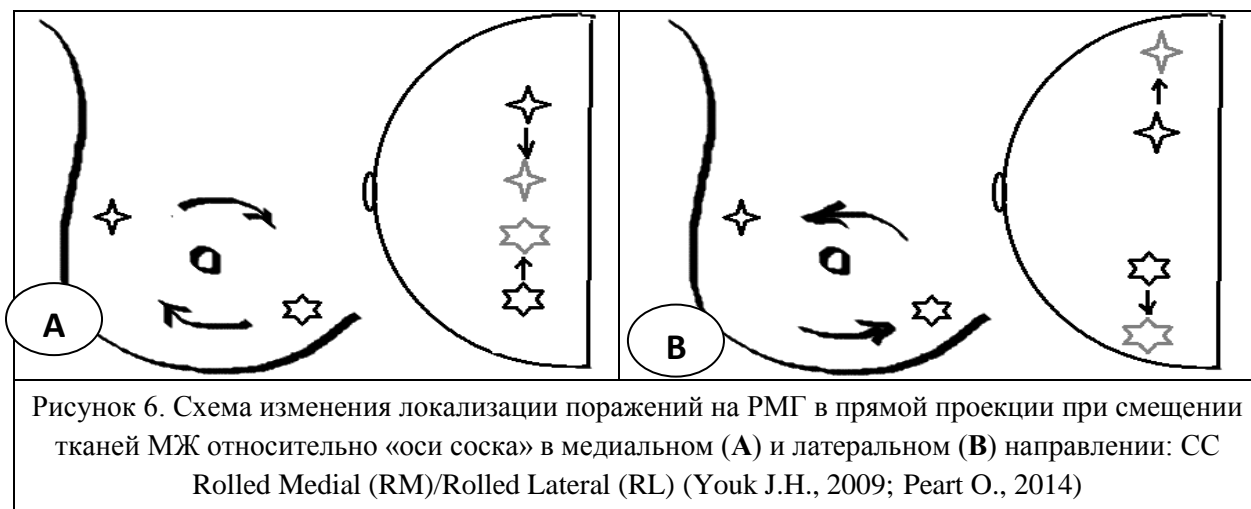 A
B
Рисунок 6. Схема изменения локализации поражений на РМГ в прямой проекции при смещении
тканей МЖ относительно «оси соска» в медиальном (A) и латеральном (B) направлении: CC
Rolled Medial (RM)/Rolled Lateral (RL) (Youk J.H., 2009; Peart O., 2014)